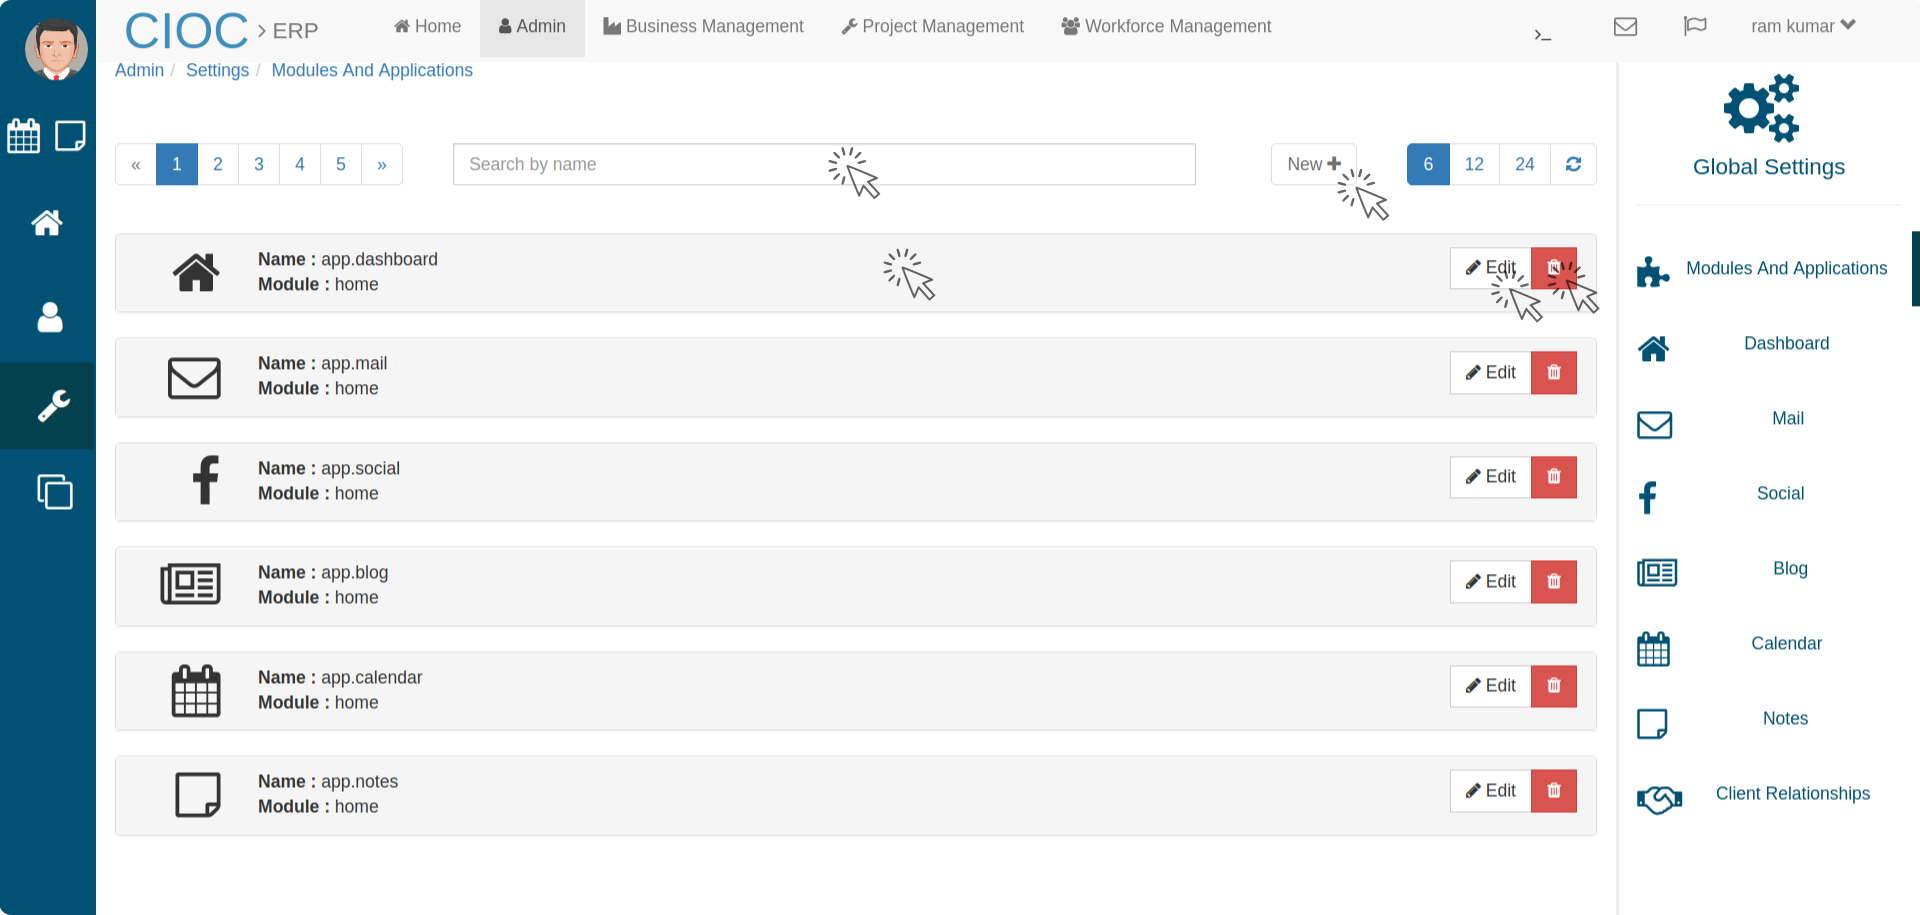 CIOC > ERP
Home
Admin
Business Management
Project Management
Workforce Management
>_
ram kumar
Admin / Settings / Modules And Applications
« 1 2 3 4 5 »
Search by name
New +
6 12 24
Name : app.dashboard
Module : home
Edit
Name : app.mail
Module : home
Edit
Name : app.social
Module : home
Edit
Name : app.blog
Module : home
Edit
Name : app.calendar
Module : home
Edit
Name : app.notes
Module : home
Edit
Global Settings
Modules And Applications
Dashboard
Mail
Social
Blog
Calendar
Notes
Client Relationships